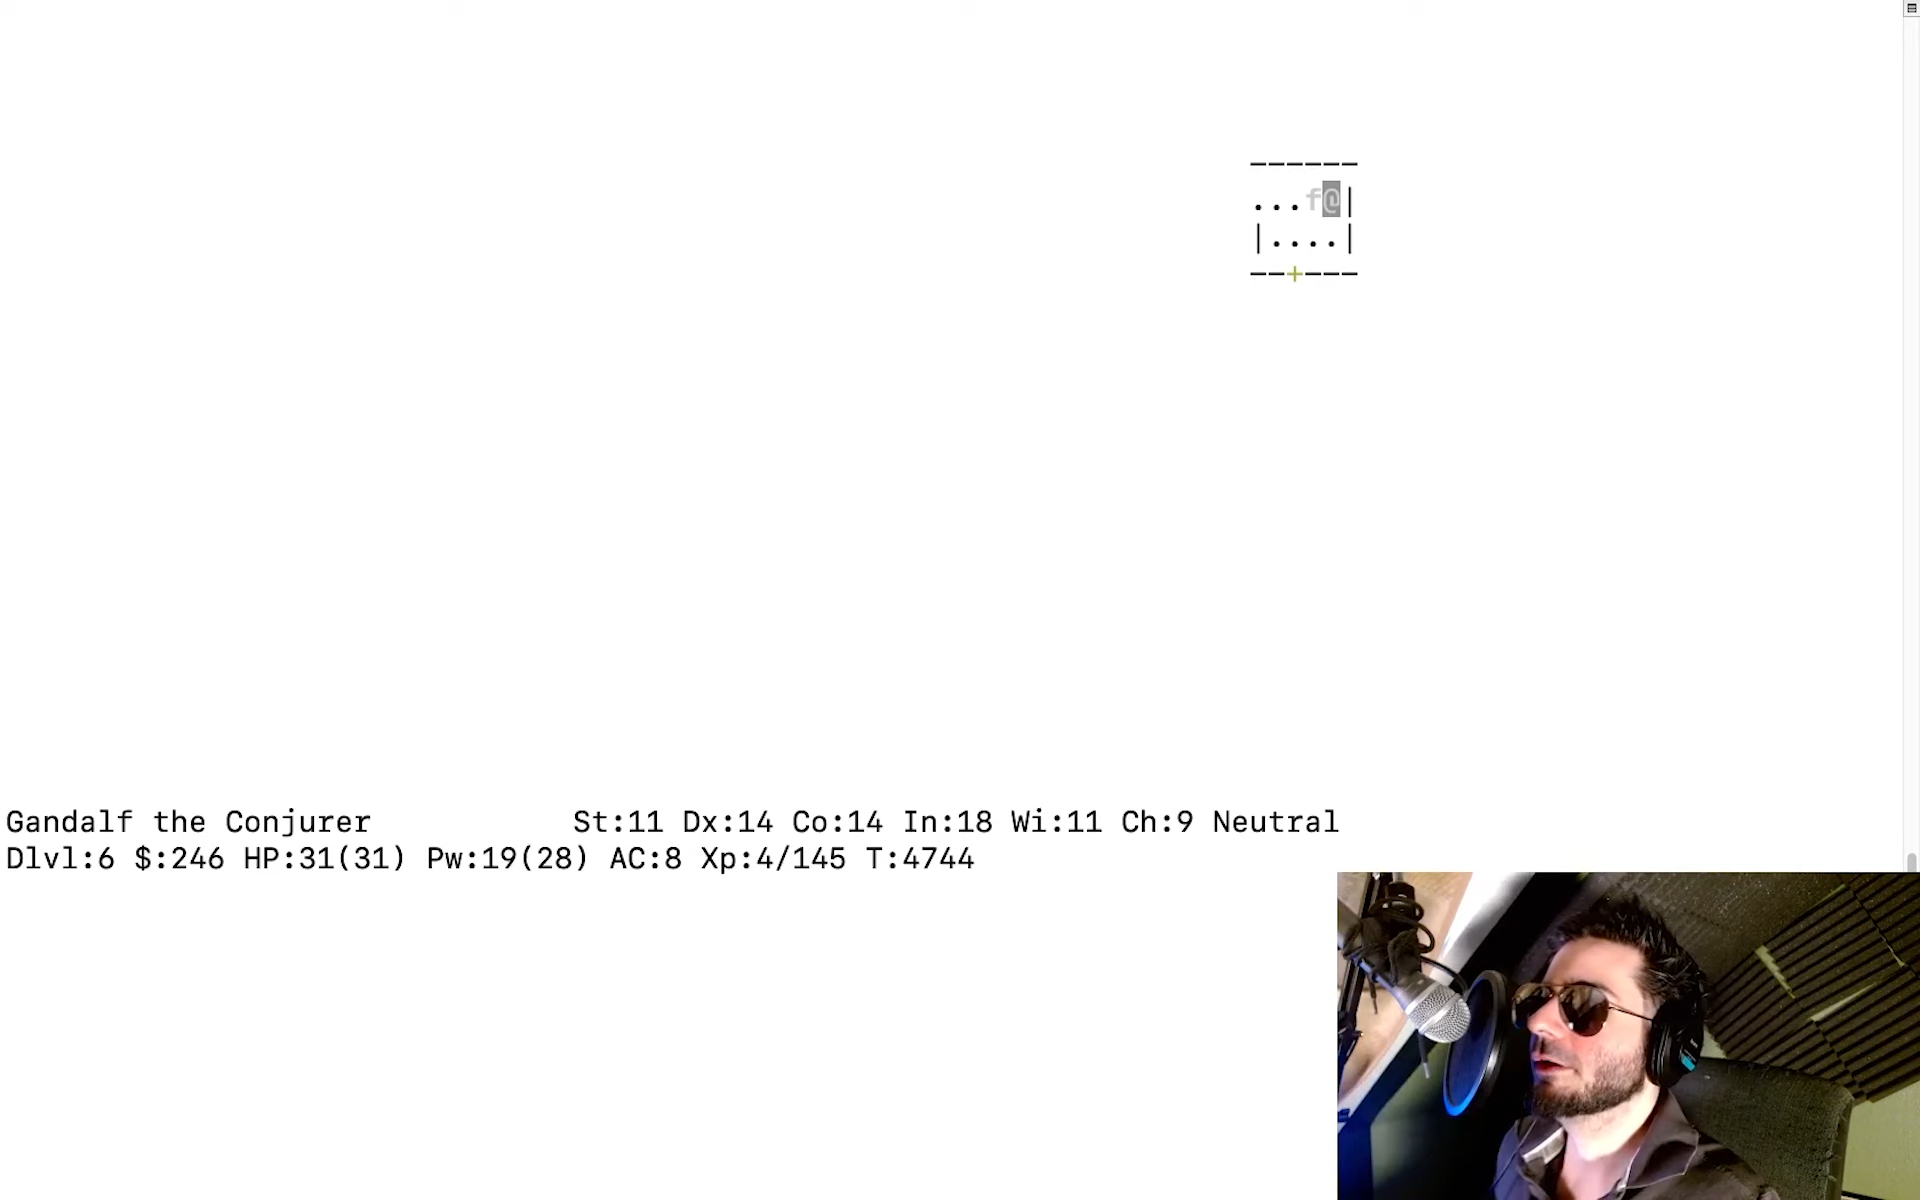 ------
...f@|
|....|
--+---
Gandalf the Conjurer St:11 Dx:14 Co:14 In:18 Wi:11 Ch:9 Neutral
Dlvl:6 $:246 HP:31(31) Pw:19(28) AC:8 Xp:4/145 T:4744